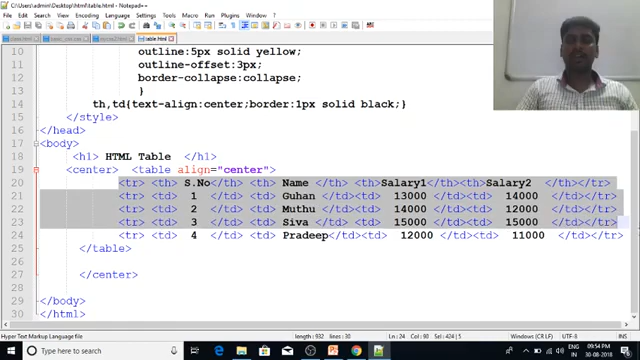 C:\Users\admin\Desktop\html\table.html - Notepad++
File Edit Search View Encoding Language Settings Tools Macro Run Plugins Window ?
table.html
10 outline:5px solid yellow;
11 outline-offset:3px;
12 border-collapse:collapse;
13 }
14 th,td{text-align:center;border:1px solid black;}
15 </style>
16 </head>
17 <body>
18 <h1> HTML Table </h1>
19 <center> <table align="center">
20 <tr> <th> S.No</th> <th> Name </th> <th>Salary1</th><th>Salary2 </th></tr>
21 <tr> <th> 1 </td> <td> Guhan </td><td> 13000 </td><td> 14000 </td></tr>
22 <tr> <th> 2 </td> <td> Muthu </td><td> 14000 </td><td> 12000 </td></tr>
23 <tr> <th> 3 </td> <td> Siva </td><td> 15000 </td><td> 15000 </td></tr>
24 <tr> <th> 4 </td> <td> Pradeep</td><td> 12000 </td><td> 11000 </td></tr>
25 </table>
26
27 </center>
28
29 </body>
30 </html>
Hyper Text Markup Language file length: 932 lines: 30 Ln: 24 Col: 90 Sel: 424 | 5 Windows (CR LF) UTF-8 INS
Type here to search
ENG 09:54 PM
IN 30-08-2018